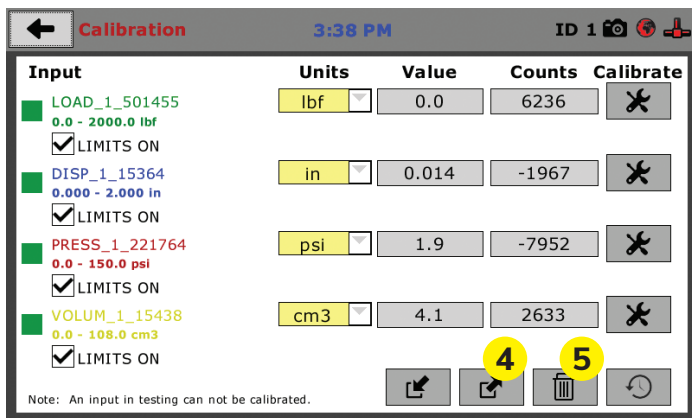 Calibration 3:38 PM ID 1
Input Units Value Counts Calibrate
LOAD_1_501455 lbf 0.0 6236
0.0 - 2000.0 lbf
LIMITS ON
DISP_1_15364 in 0.014 -1967
0.000 - 2.000 in
LIMITS ON
PRESS_1_221764 psi 1.9 -7952
0.0 - 150.0 psi
LIMITS ON
VOLUM_1_15438 cm3 4.1 2633
0.0 - 108.0 cm3
LIMITS ON
4 5
Note: An input in testing can not be calibrated.